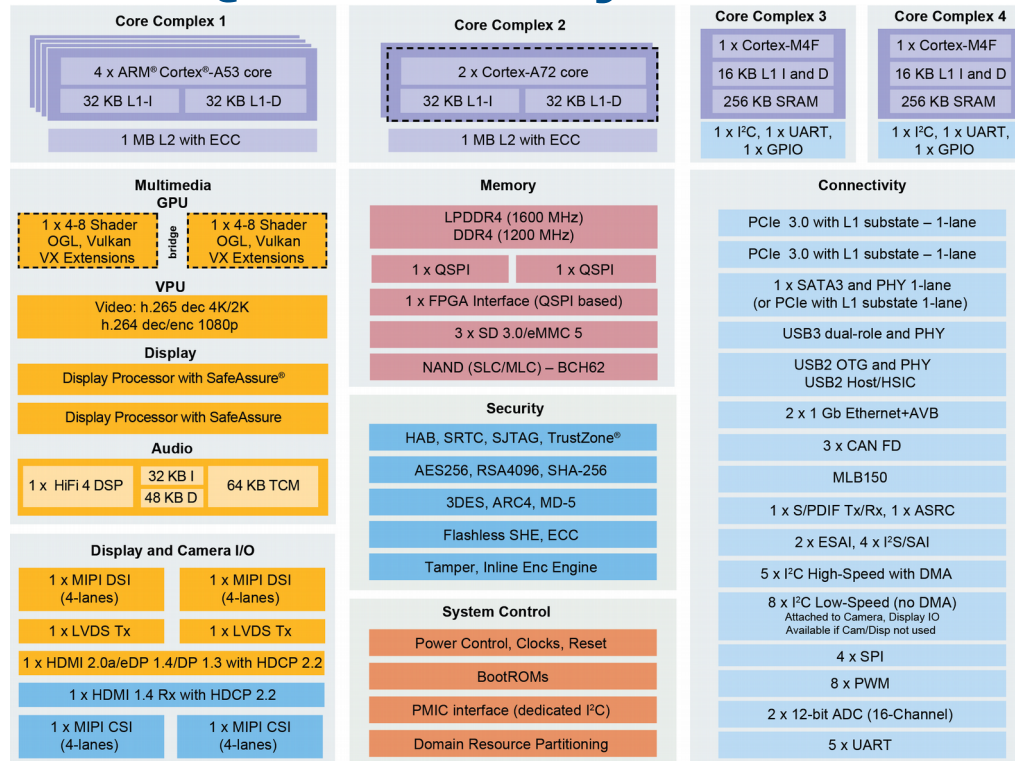 Core Complex 1
4 x ARM® Cortex®-A53 core
32 KB L1-I
32 KB L1-D
1 MB L2 with ECC
Core Complex 2
2 x Cortex-A72 core
32 KB L1-I
32 KB L1-D
1 MB L2 with ECC
Core Complex 3
1 x Cortex-M4F
16 KB L1 I and D
256 KB SRAM
1 x I²C, 1 x UART,
1 x GPIO
Core Complex 4
1 x Cortex-M4F
16 KB L1 I and D
256 KB SRAM
1 x I²C, 1 x UART,
1 x GPIO
Multimedia
GPU
1 x 4-8 Shader
OGL, Vulkan
VX Extensions
bridge
1 x 4-8 Shader
OGL, Vulkan
VX Extensions
VPU
Video: h.265 dec 4K/2K
h.264 dec/enc 1080p
Display
Display Processor with SafeAssure®
Display Processor with SafeAssure
Audio
1 x HiFi 4 DSP
32 KB I
48 KB D
64 KB TCM
Display and Camera I/O
1 x MIPI DSI
(4-lanes)
1 x MIPI DSI
(4-lanes)
1 x LVDS Tx
1 x LVDS Tx
1 x HDMI 2.0a/eDP 1.4/DP 1.3 with HDCP 2.2
1 x HDMI 1.4 Rx with HDCP 2.2
1 x MIPI CSI
(4-lanes)
1 x MIPI CSI
(4-lanes)
Memory
LPDDR4 (1600 MHz)
DDR4 (1200 MHz)
1 x QSPI
1 x QSPI
1 x FPGA Interface (QSPI based)
3 x SD 3.0/eMMC 5
NAND (SLC/MLC) – BCH62
Security
HAB, SRTC, SJTAG, TrustZone®
AES256, RSA4096, SHA-256
3DES, ARC4, MD-5
Flashless SHE, ECC
Tamper, Inline Enc Engine
System Control
Power Control, Clocks, Reset
BootROMs
PMIC interface (dedicated I²C)
Domain Resource Partitioning
Connectivity
PCIe 3.0 with L1 substate – 1-lane
PCIe 3.0 with L1 substate – 1-lane
1 x SATA3 and PHY 1-lane
(or PCIe with L1 substate 1-lane)
USB3 dual-role and PHY
USB2 OTG and PHY
USB2 Host/HSIC
2 x 1 Gb Ethernet+AVB
3 x CAN FD
MLB150
1 x S/PDIF Tx/Rx, 1 x ASRC
2 x ESAI, 4 x I²S/SAI
5 x I²C High-Speed with DMA
8 x I²C Low-Speed (no DMA)
Attached to Camera, Display IO
Available if Cam/Disp not used
4 x SPI
8 x PWM
2 x 12-bit ADC (16-Channel)
5 x UART